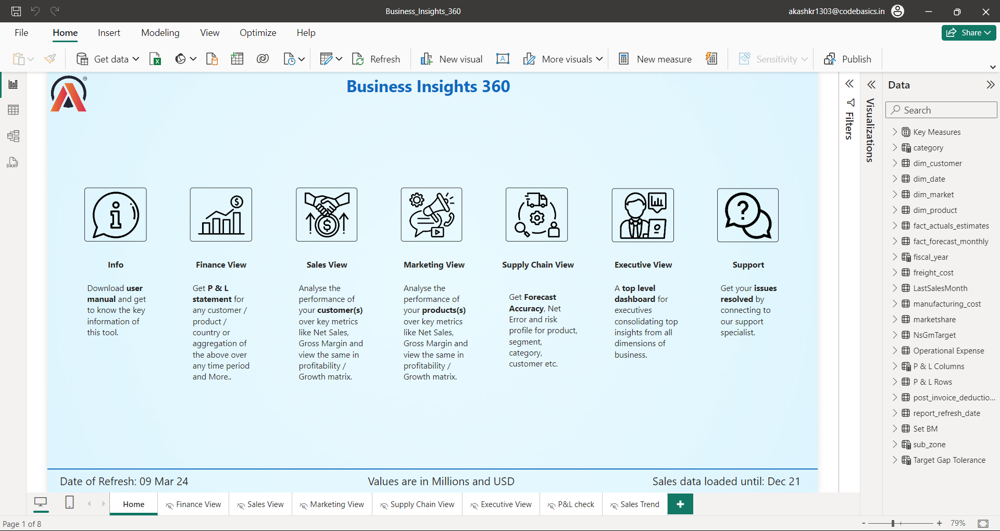 Business_Insights_360
akashkr1303@codebasics.in
File Home Insert Modeling View Optimize Help
Share
Get data Refresh New visual More visuals New measure Sensitivity Publish
Business Insights 360
Info
Download user
manual and get
to know the key
information of
this tool.
Finance View
Get P & L
statement for
any customer /
product /
country or
aggregation of
the above over
any time period
and More..
Sales View
Analyse the
performance of
your customer(s)
over key metrics
like Net Sales,
Gross Margin and
view the same in
profitability /
Growth matrix.
Marketing View
Analyse the
performance of
your products(s)
over key metrics
like Net Sales,
Gross Margin and
view the same in
profitability /
Growth matrix.
Supply Chain View
Get Forecast
Accuracy, Net
Error and risk
profile for product,
segment,
category,
customer etc.
Executive View
A top level
dashboard for
executives
consolidating top
insights from all
dimensions of
business.
Support
Get your issues
resolved by
connecting to
our support
specialist.
Date of Refresh: 09 Mar 24
Values are in Millions and USD
Sales data loaded until: Dec 21
Filters
Visualizations
Data
Search
Key Measures
category
dim_customer
dim_date
dim_market
dim_product
fact_actuals_estimates
fact_forecast_monthly
fiscal_year
freight_cost
LastSalesMonth
manufacturing_cost
marketshare
NsGmTarget
Operational Expense
P & L Columns
P & L Rows
post_invoice_deductio...
report_refresh_date
Set BM
sub_zone
Target Gap Tolerance
DAX
Home Finance View Sales View Marketing View Supply Chain View Executive View P&L check Sales Trend +
Page 1 of 8
- + 79%